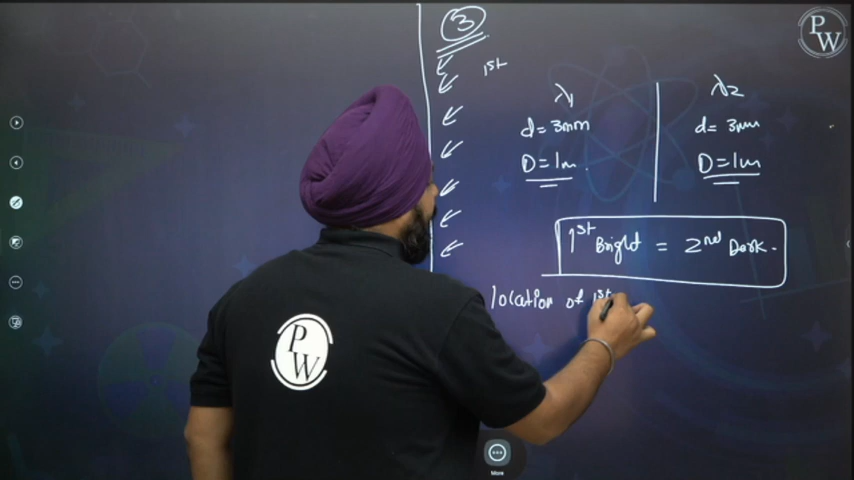 3
1st
λ1
λ2
d = 3mm
d = 3mm
D = 1m.
D = 1m
1st Bright = 2nd Dark.
location of 1st
PW
PW
More